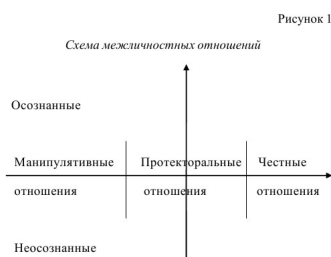 Рисунок 1
Схема межличностных отношений
Осознанные
Манипулятивные Протекторальные Честные
отношения отношения отношения
Неосознанные